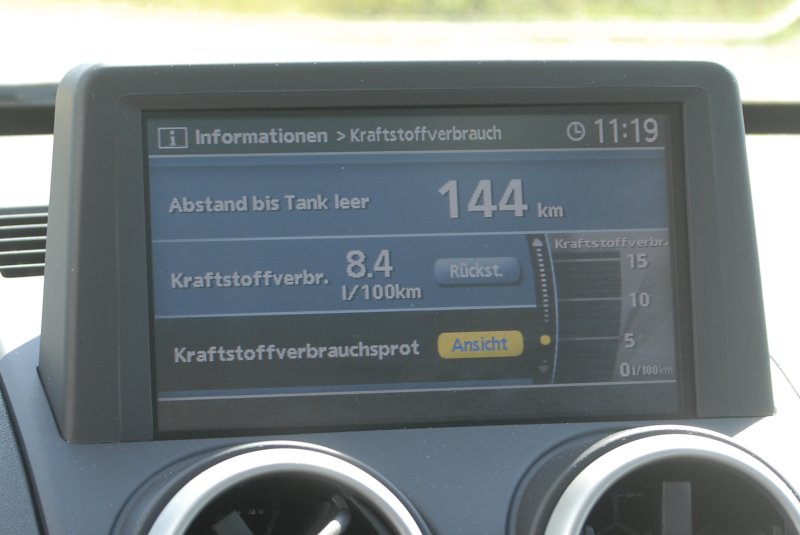 i Informationen > Kraftstoffverbrauch 11:19
Abstand bis Tank leer 144 km
Kraftstoffverbr. 8.4 l/100km Rückst.
Kraftstoffverbrauchsprot Ansicht
Kraftstoffverbr.
15
10
5
0 l/100km